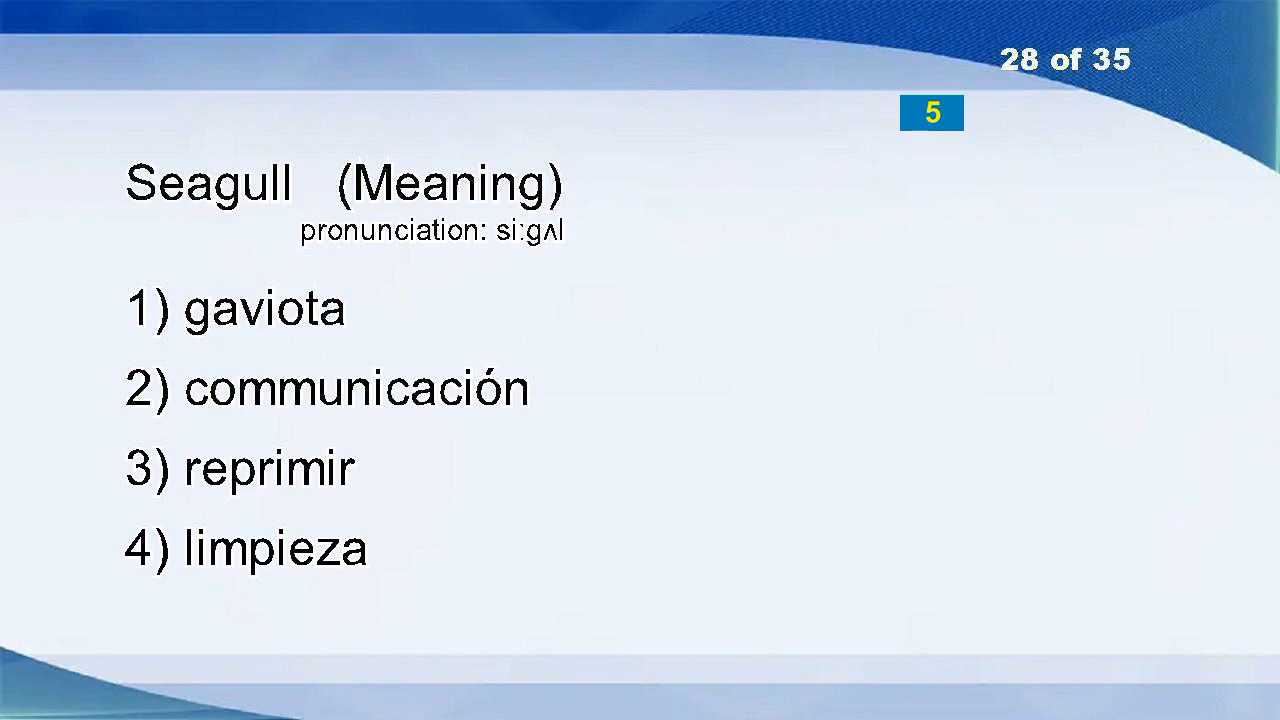 28 of 35
5
Seagull (Meaning)
pronunciation: si:gʌl
1) gaviota
2) communicación
3) reprimir
4) limpieza